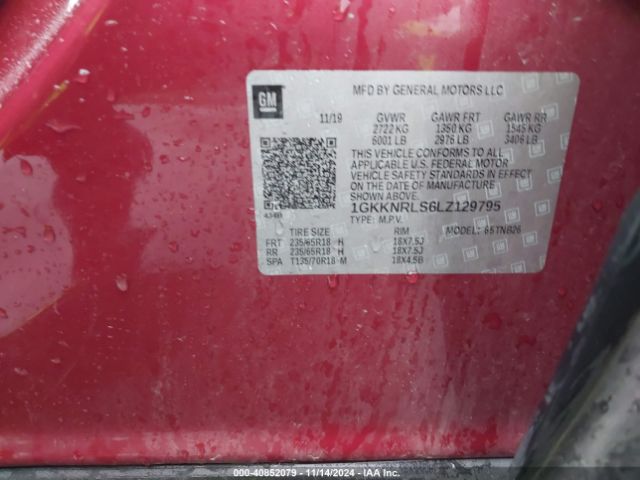 GM
MFD BY GENERAL MOTORS LLC
11/19 GVWR GAWR FRT GAWR RR
2722 KG 1350 KG 1545 KG
6001 LB 2976 LB 3406 LB
THIS VEHICLE CONFORMS TO ALL
APPLICABLE U.S. FEDERAL MOTOR
VEHICLE SAFETY STANDARDS IN EFFECT
ON THE DATE OF MANUFACTURE
SHOWN ABOVE.
1GKKNRLS6LZ129795
TYPE: M.P.V.
TIRE SIZE RIM MODEL:
FRT 235/65R18 H 18X7.5J
RR 235/65R18 H 18X7.5J
SPA T135/70R18 M 18X4.5B
000-40852079 - 11/14/2024 - IAA